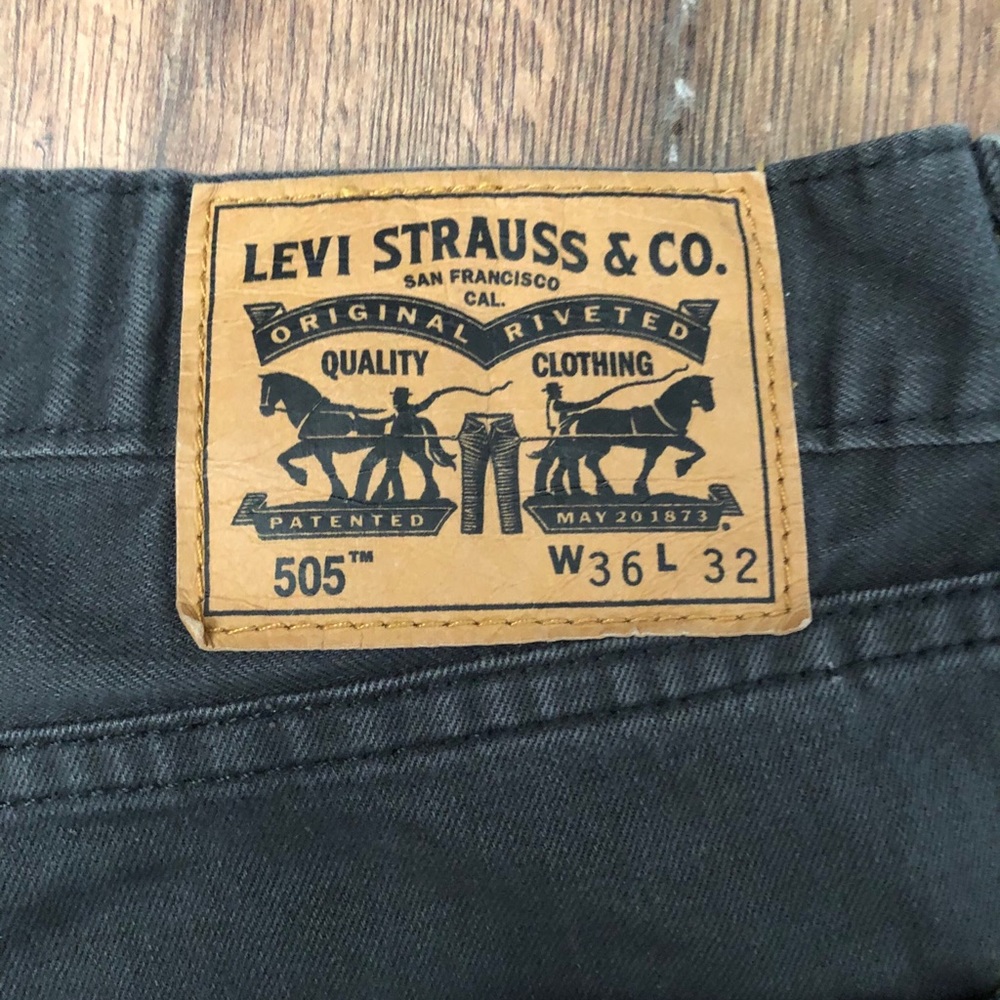 LEVI STRAUSS & CO.
SAN FRANCISCO
CAL.
ORIGINAL RIVETED
QUALITY CLOTHING
PATENTED MAY 20 1873
505™ W36 L 32